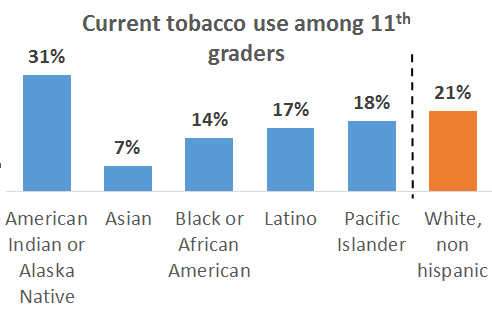 Current tobacco use among 11th
graders
31%
7%
14%
17%
18%
21%
American
Indian or
Alaska
Native
Asian
Black or
African
American
Latino
Pacific
Islander
White,
non
hispanic